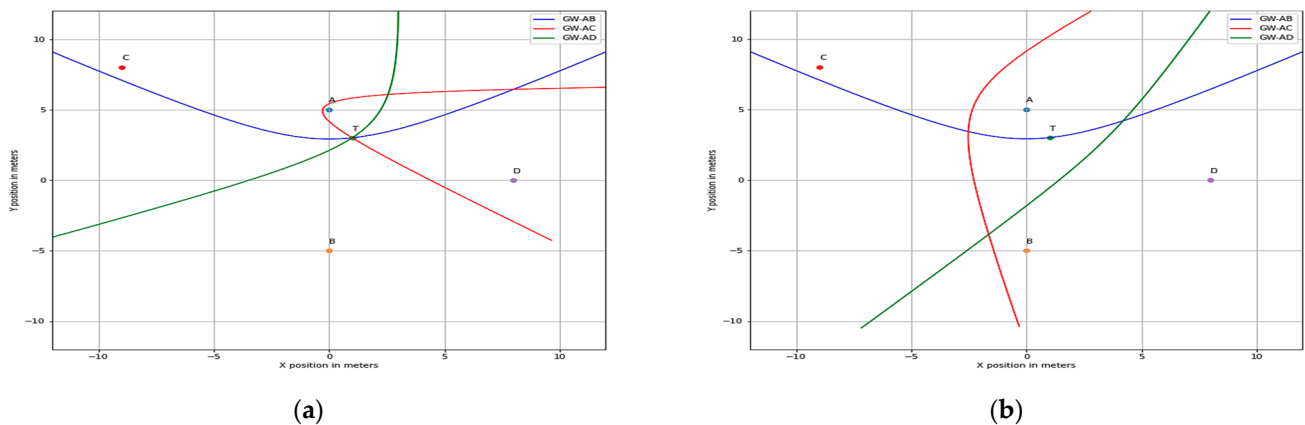 GW-AB
GW-AC
GW-AD
10
5
0
−5
−10
C
A
T
D
B
−10
−5
0
5
10
Y position in meters
X position in meters
(a)
GW-AB
GW-AC
GW-AD
10
5
0
−5
−10
C
A
T
D
B
−10
−5
0
5
10
Y position in meters
X position in meters
(b)